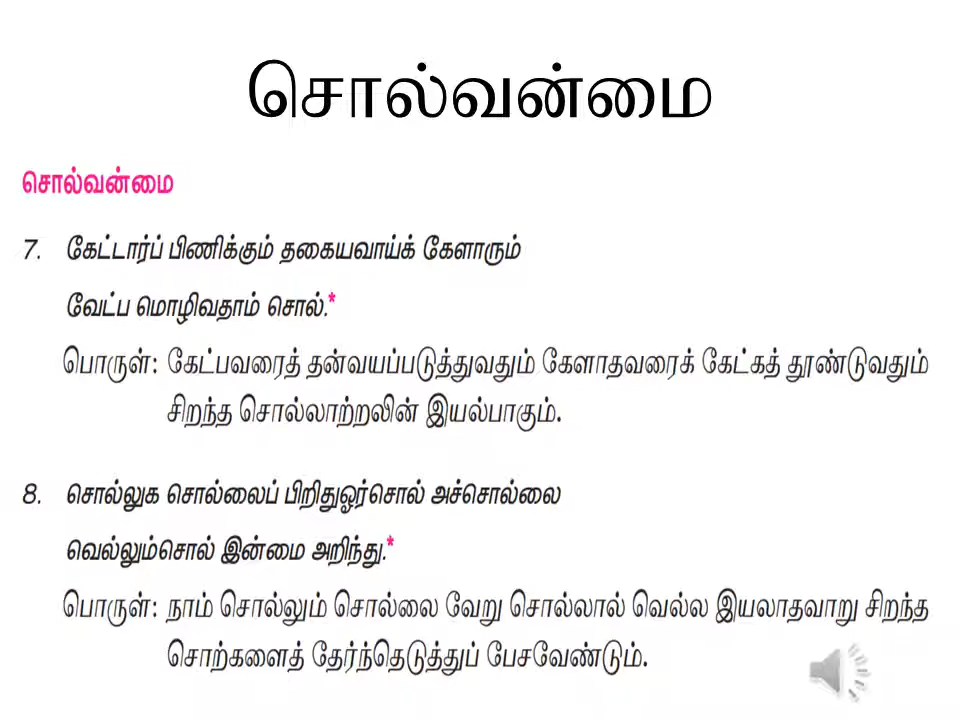 சொல்வன்மை
சொல்வன்மை
7. கேட்டார்ப் பிணிக்கும் தகையவாய்க் கேளாரும்
வேட்ப மொழிவதாம் சொல்.*
பொருள்: கேட்பவரைத் தன்வயப்படுத்துவதும் கேளாதவரைக் கேட்கத் தூண்டுவதும்
சிறந்த சொல்லாற்றலின் இயல்பாகும்.
8. சொல்லுக சொல்லைப் பிறிதுஓர்சொல் அச்சொல்லை
வெல்லும்சொல் இன்மை அறிந்து.*
பொருள்: நாம் சொல்லும் சொல்லை வேறு சொல்லால் வெல்ல இயலாதவாறு சிறந்த
சொற்களைத் தேர்ந்தெடுத்துப் பேசவேண்டும்.